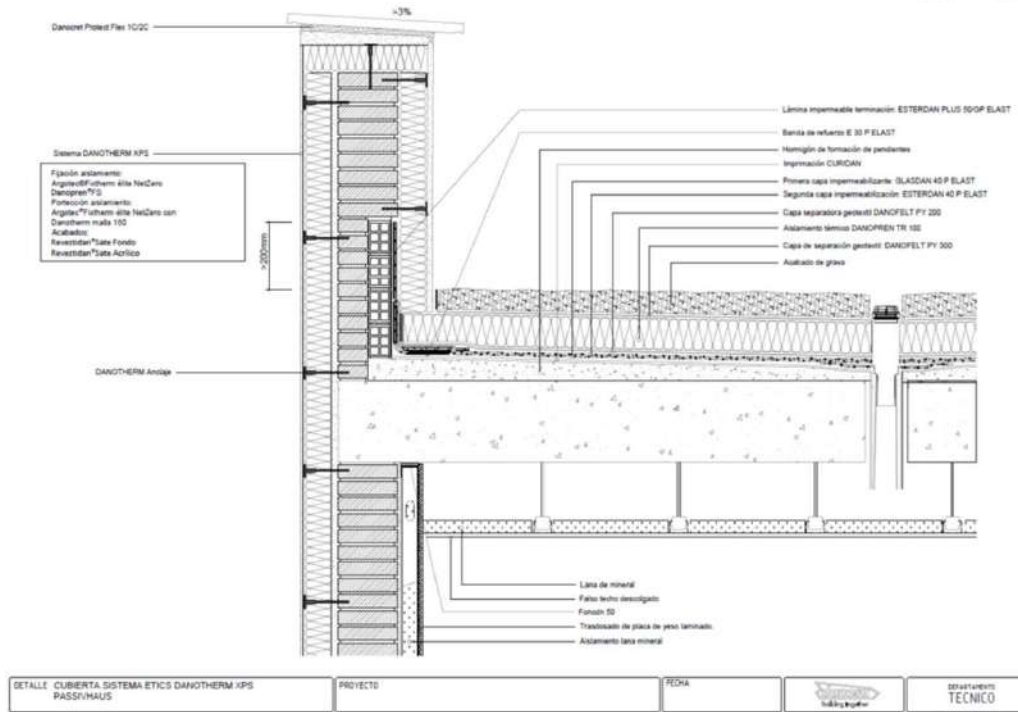 >3%
Danocret Protect Flex 1C/2C
Lámina impermeable terminación: ESTERDAN PLUS 50/GP ELAST
Banda de refuerzo E 30 P ELAST
Hormigón de formación de pendientes
Imprimación CURIDAN
Primera capa impermeabilizante: GLASDAN 40 P ELAST
Segunda capa impermeabilización: ESTERDAN 40 P ELAST
Capa separadora geotextil DANOFELT PY 200
Aislamiento térmico DANOPREN TR 100
Capa de separación geotextil: DANOFELT PY 300
Acabado de grava
Sistema DANOTHERM XPS
Fijación aislamiento:
Argotec®Fixtherm élite NetZero
Danopren®FS
Portección aislamiento:
Argotec®Fixtherm élite NetZero con
Danotherm malla 160
Acabados:
Revestidan®Sate Fondo
Revestidan®Sate Acrílico
>200mm
DANOTHERM Anclaje
Lana de mineral
Falso techo descolgado
Fonodn 50
Trasdosado de placa de yeso laminado.
Aislamiento lana mineral
DETALLE CUBIERTA SISTEMA ETICS DANOTHERM XPS
PASSIVHAUS
PROYECTO
FECHA
building together
DEPARTAMENTO
TECNICO